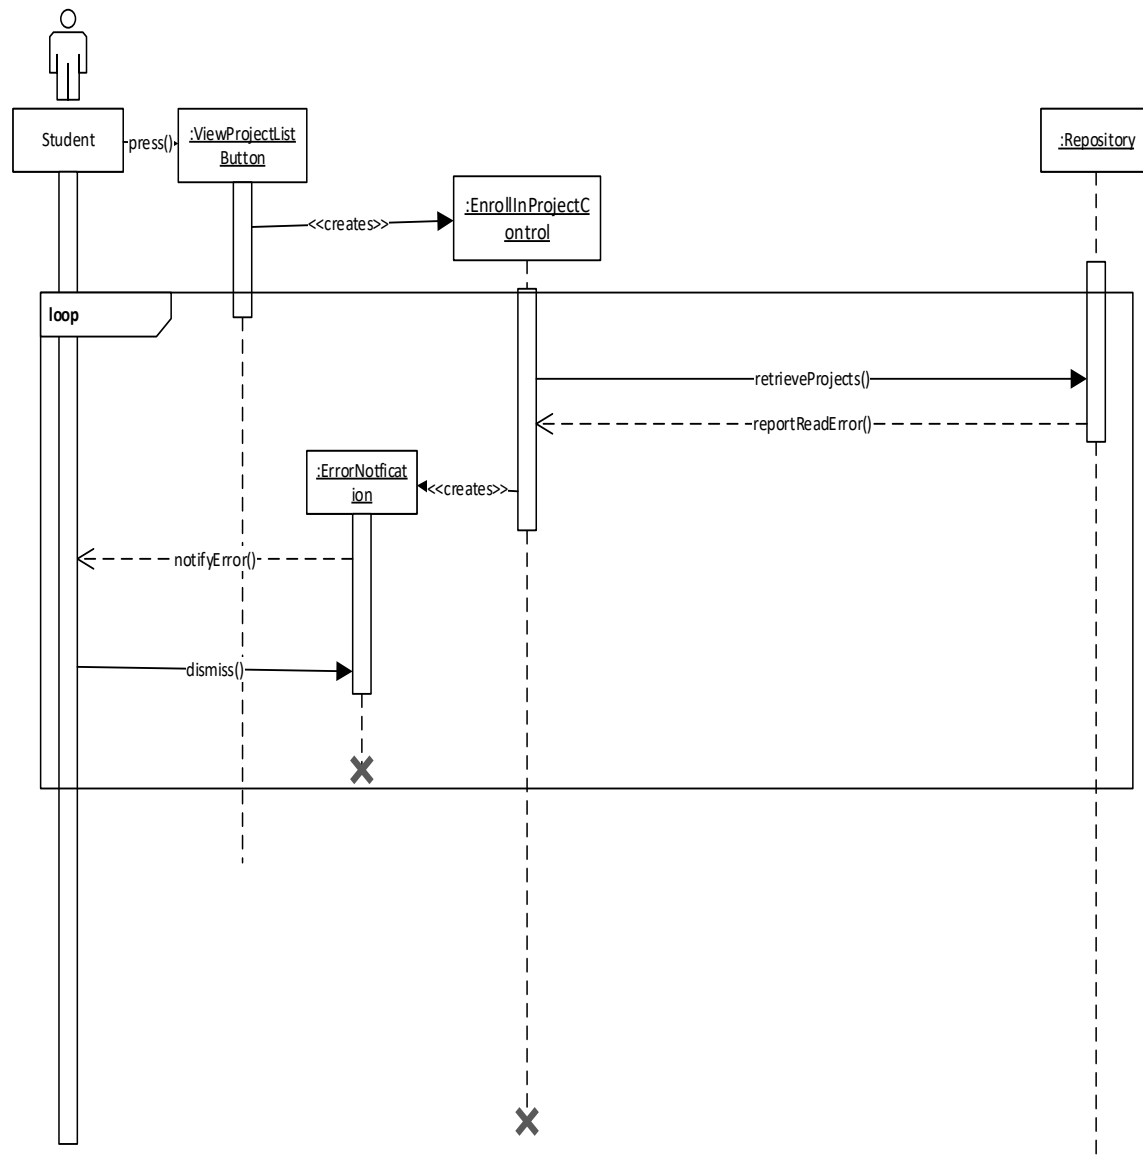 Student
press()
:ViewProjectList
Button
:Repository
<<creates>>
:EnrollInProjectC
ontrol
loop
retrieveProjects()
reportReadError()
:ErrorNotficat
ion
<<creates>>
notifyError()
dismiss()